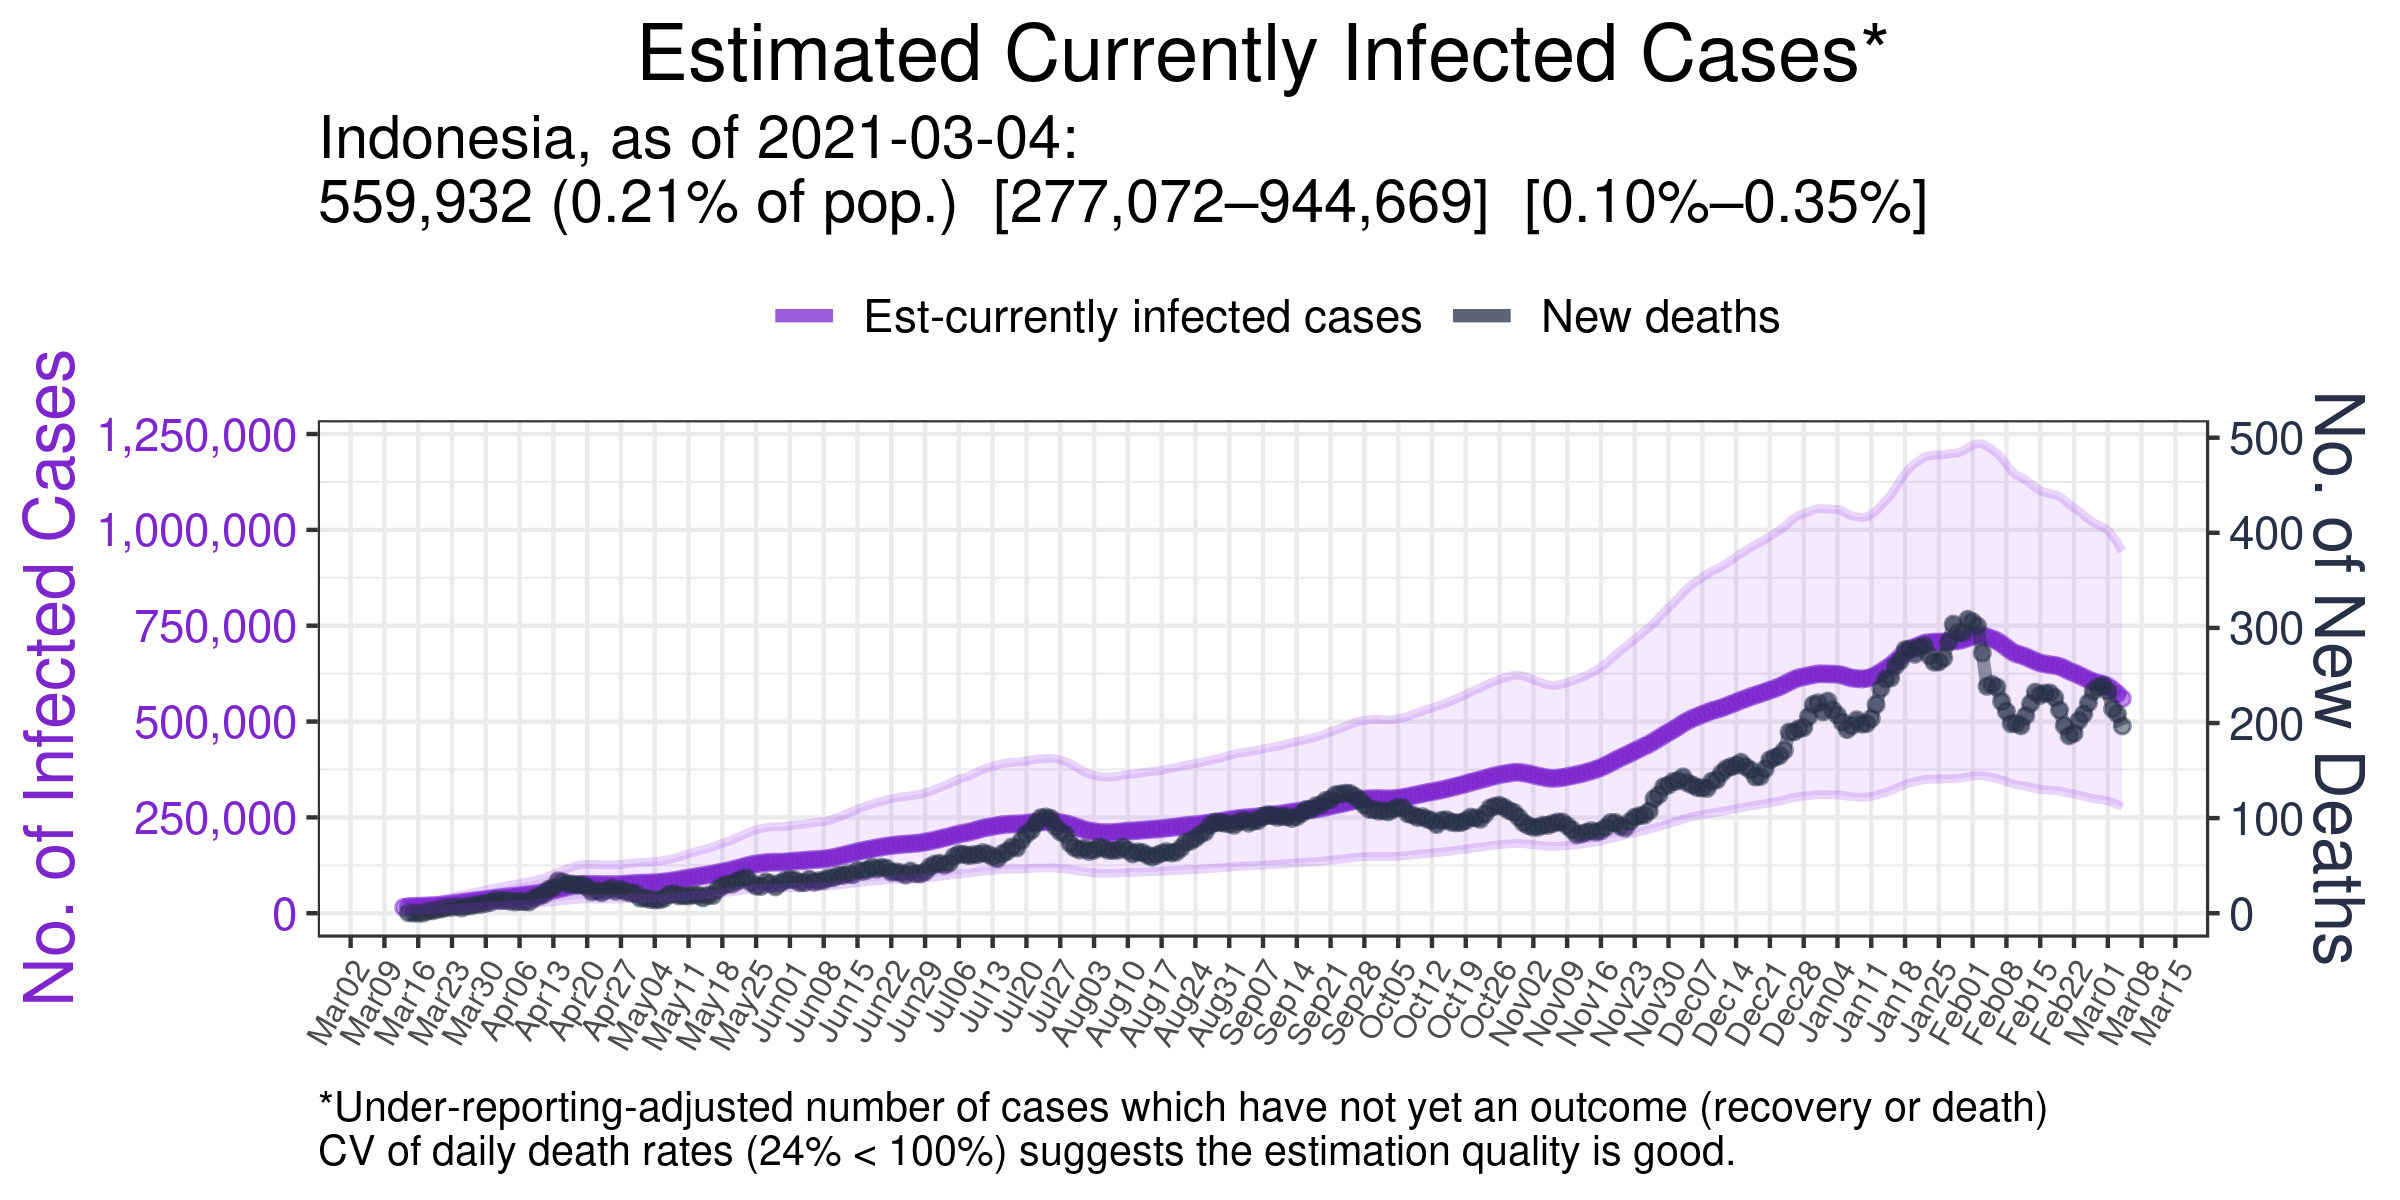 Estimated Currently Infected Cases*
Indonesia, as of 2021-03-04:
559,932 (0.21% of pop.)  [277,072–944,669]  [0.10%–0.35%]
Est-currently infected cases
New deaths
No. of Infected Cases
1,250,000
1,000,000
750,000
500,000
250,000
0
500
400
300
200
100
0
No. of New Deaths
Mar02
Mar09
Mar16
Mar23
Mar30
Apr06
Apr13
Apr20
Apr27
May04
May11
May18
May25
Jun01
Jun08
Jun15
Jun22
Jun29
Jul06
Jul13
Jul20
Jul27
Aug03
Aug10
Aug17
Aug24
Aug31
Sep07
Sep14
Sep21
Sep28
Oct05
Oct12
Oct19
Oct26
Nov02
Nov09
Nov16
Nov23
Nov30
Dec07
Dec14
Dec21
Dec28
Jan04
Jan11
Jan18
Jan25
Feb01
Feb08
Feb15
Feb22
Mar01
Mar08
Mar15
*Under-reporting-adjusted number of cases which have not yet an outcome (recovery or death)
CV of daily death rates (24% < 100%) suggests the estimation quality is good.